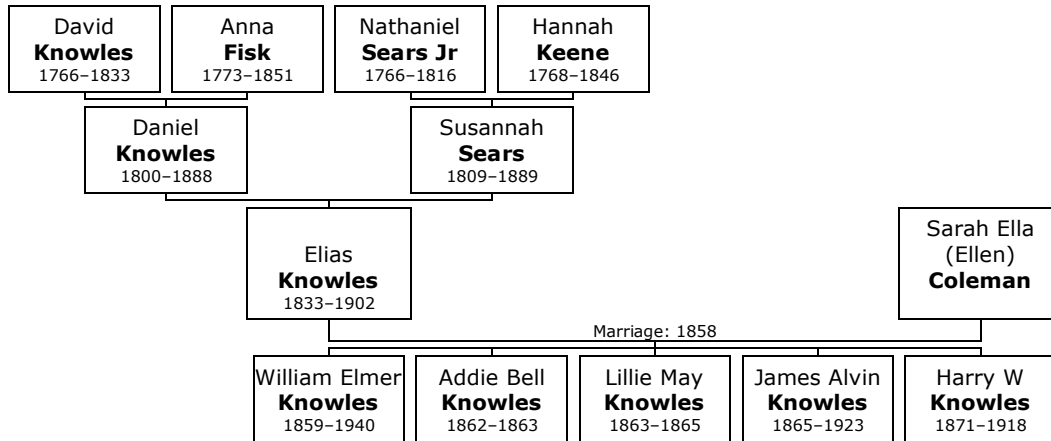 David
Knowles
1766–1833
Anna
Fisk
1773–1851
Nathaniel
Sears Jr
1766–1816
Hannah
Keene
1768–1846
Daniel
Knowles
1800–1888
Susannah
Sears
1809–1889
Elias
Knowles
1833–1902
Sarah Ella
(Ellen)
Coleman
Marriage: 1858
William Elmer
Knowles
1859–1940
Addie Bell
Knowles
1862–1863
Lillie May
Knowles
1863–1865
James Alvin
Knowles
1865–1923
Harry W
Knowles
1871–1918